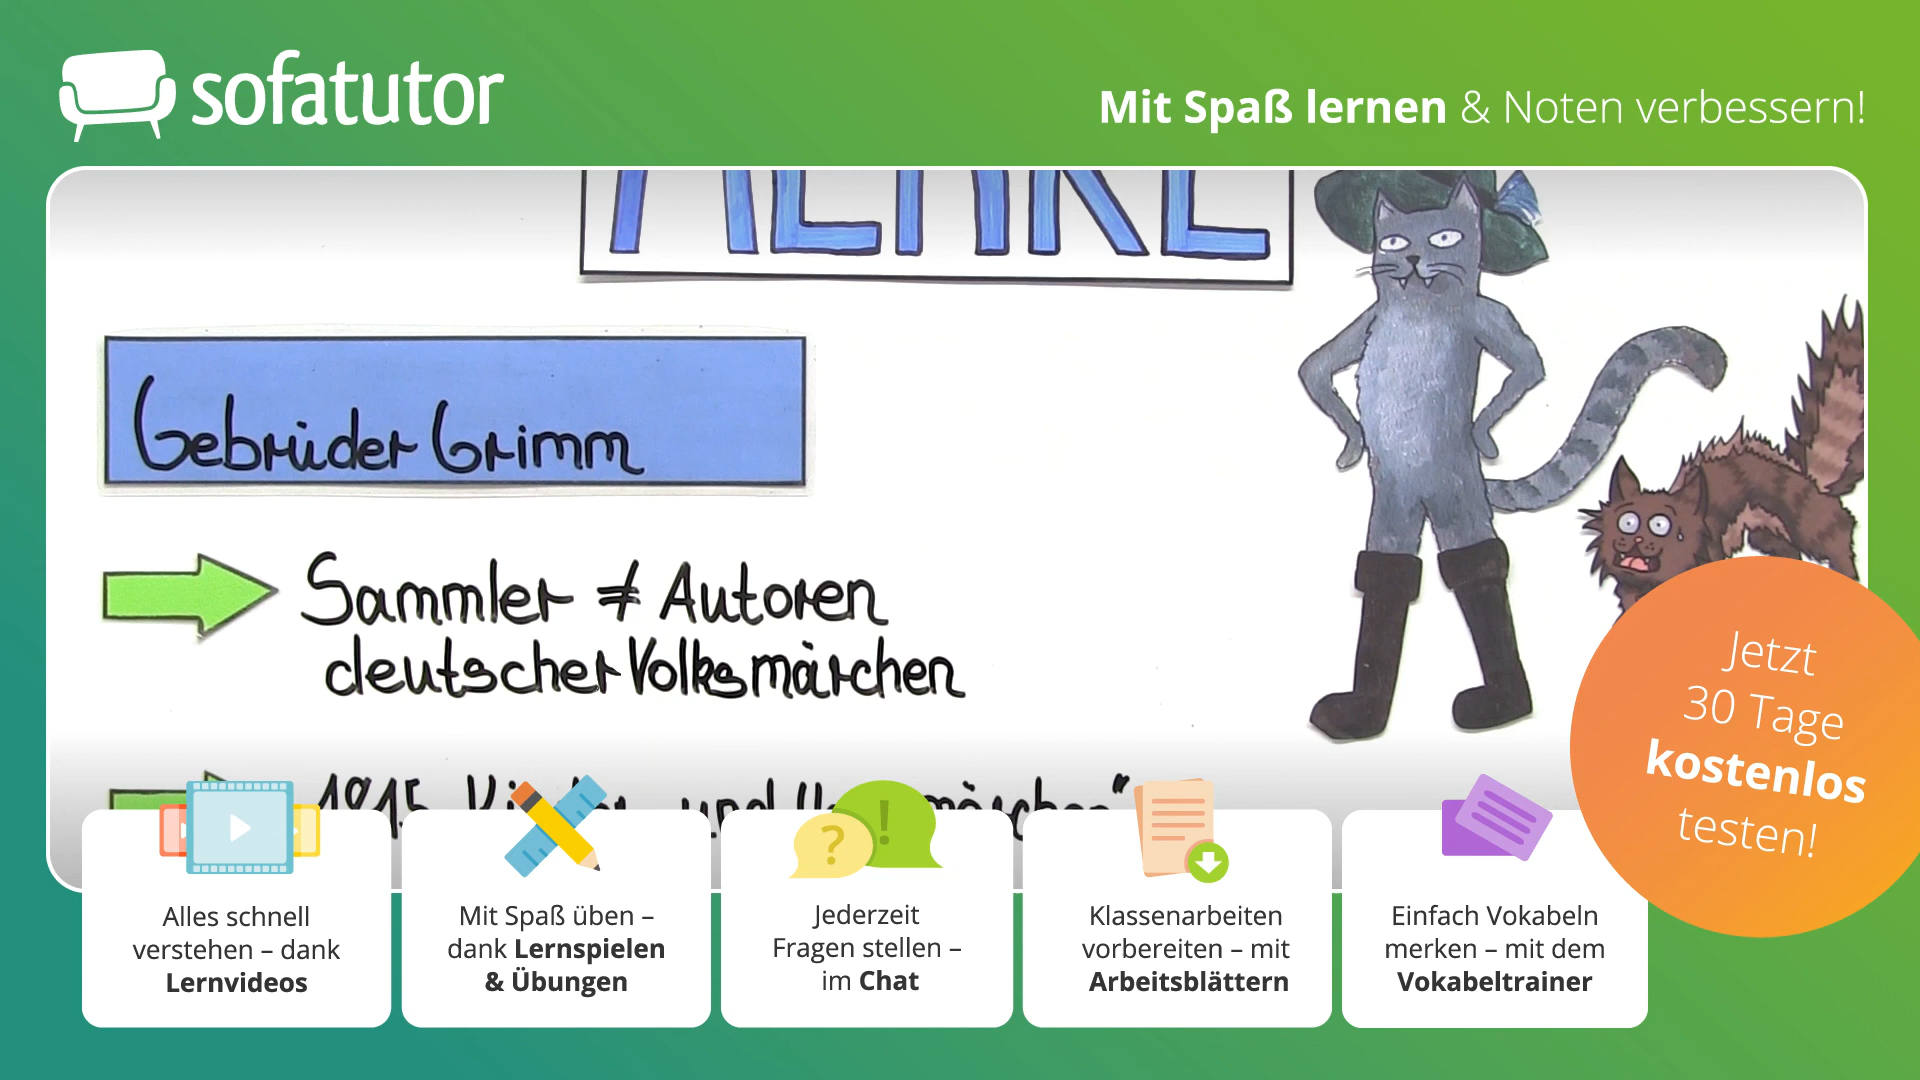 sofatutor
Mit Spaß lernen & Noten verbessern!
Gebrüder Grimm
Sammler ≠ Autoren
deutscher Volksmärchen
1815 und
Jetzt
30 Tage
kostenlos
testen!
?
!
Alles schnell
verstehen – dank
Lernvideos
Mit Spaß üben –
dank Lernspielen
& Übungen
Jederzeit
Fragen stellen –
im Chat
Klassenarbeiten
vorbereiten – mit
Arbeitsblättern
Einfach Vokabeln
merken – mit dem
Vokabeltrainer